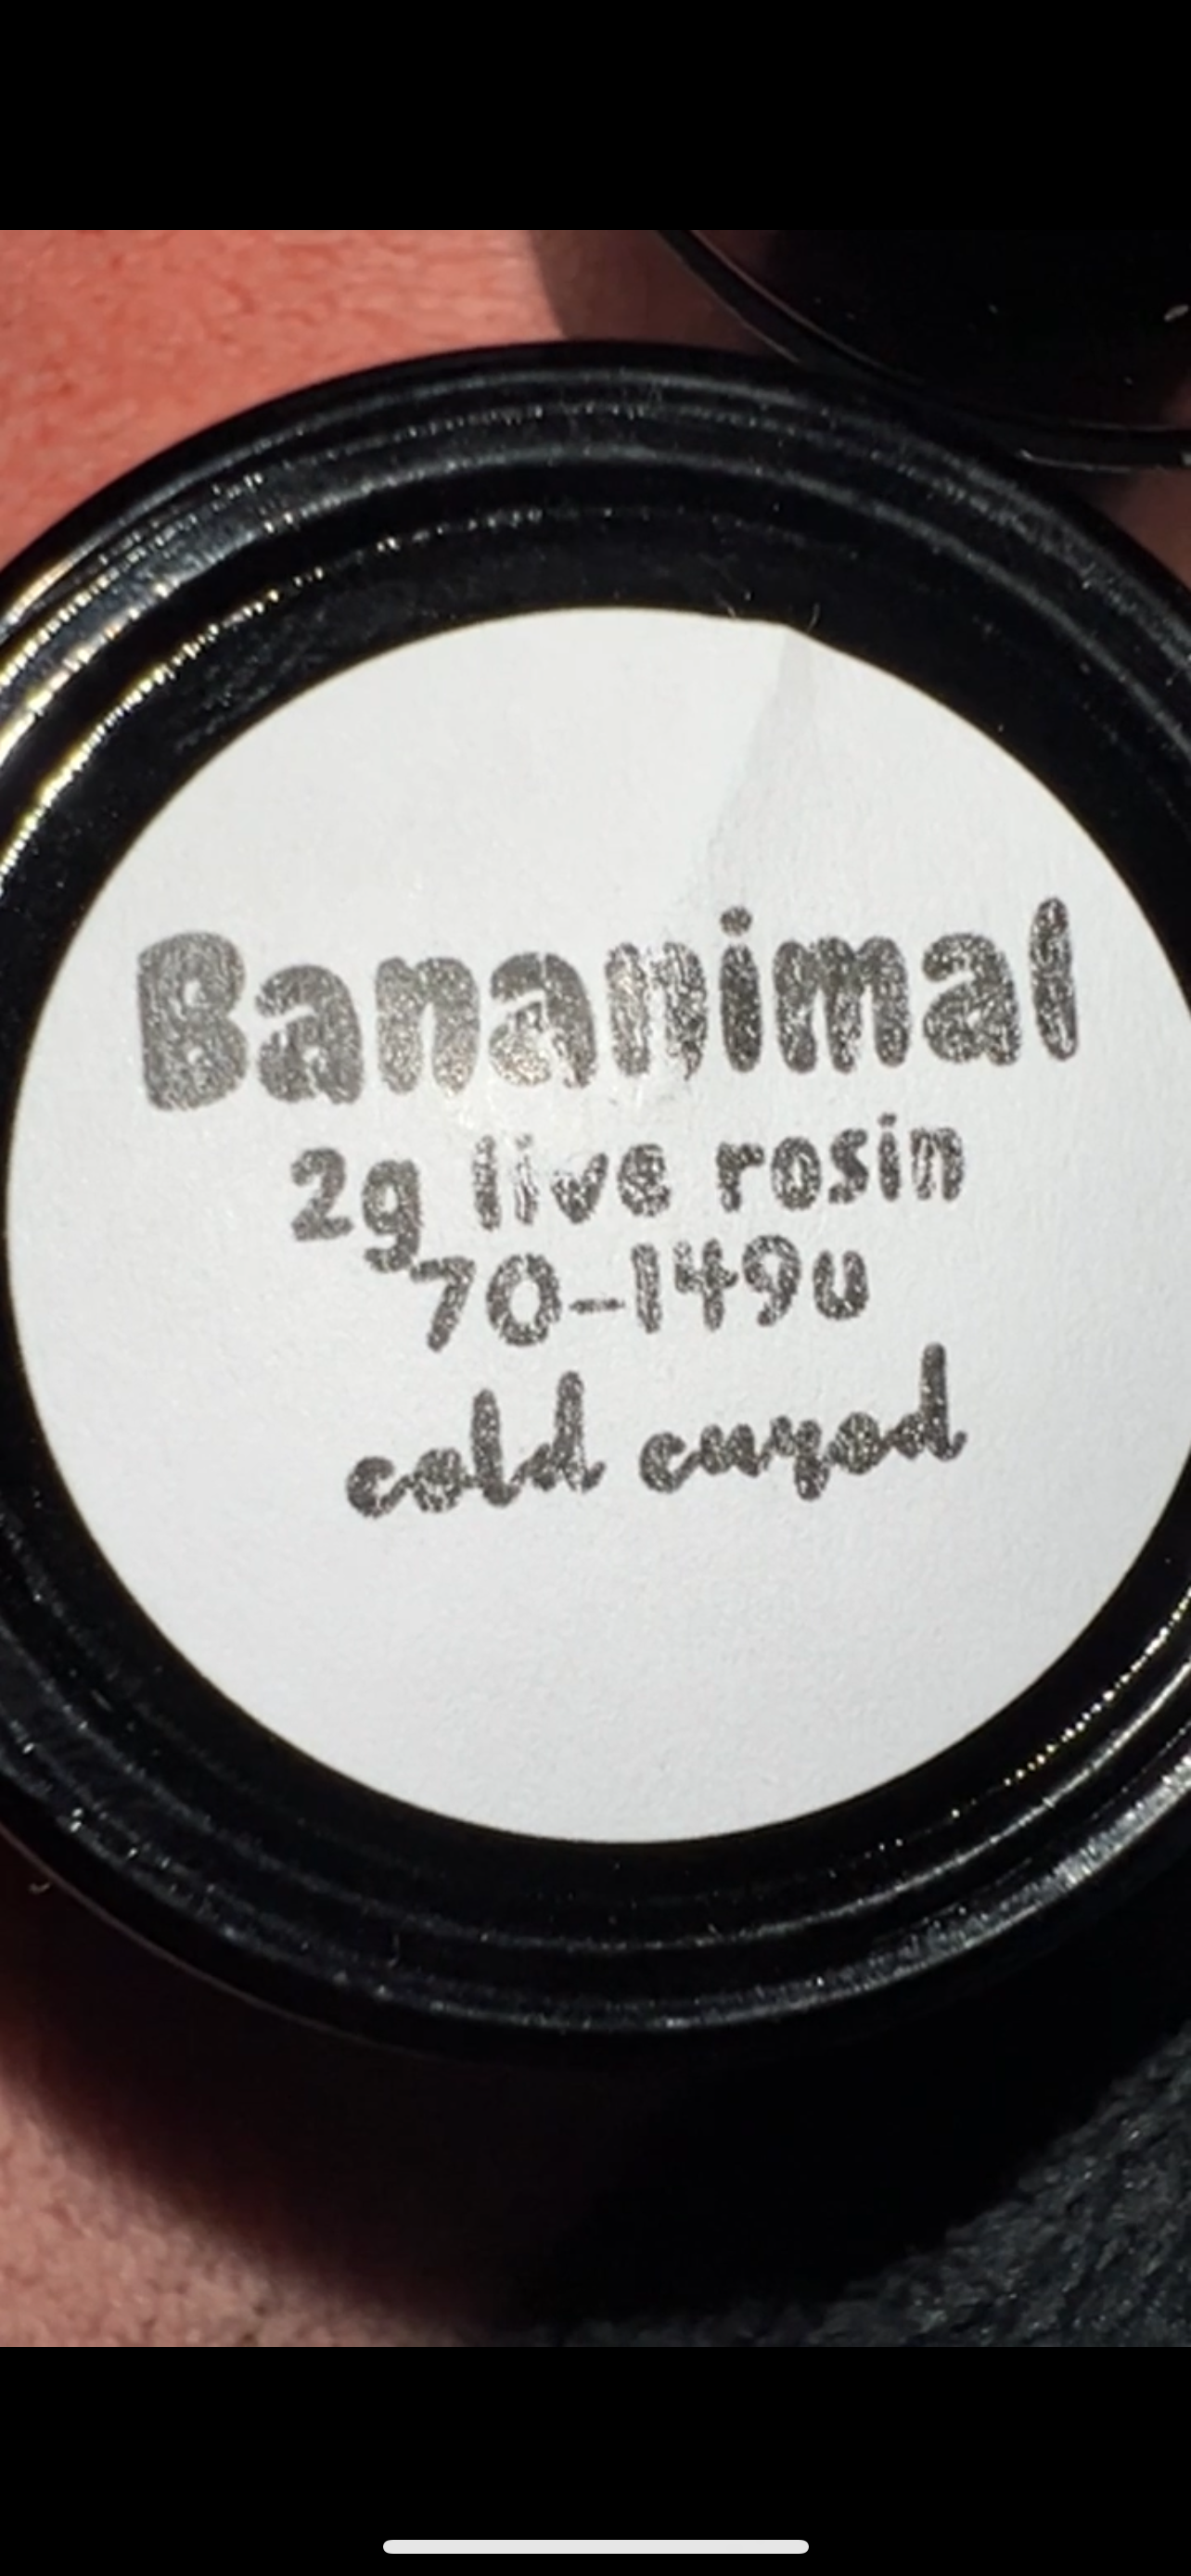 Bananimal
2g live rosin
70-149u
cold cured